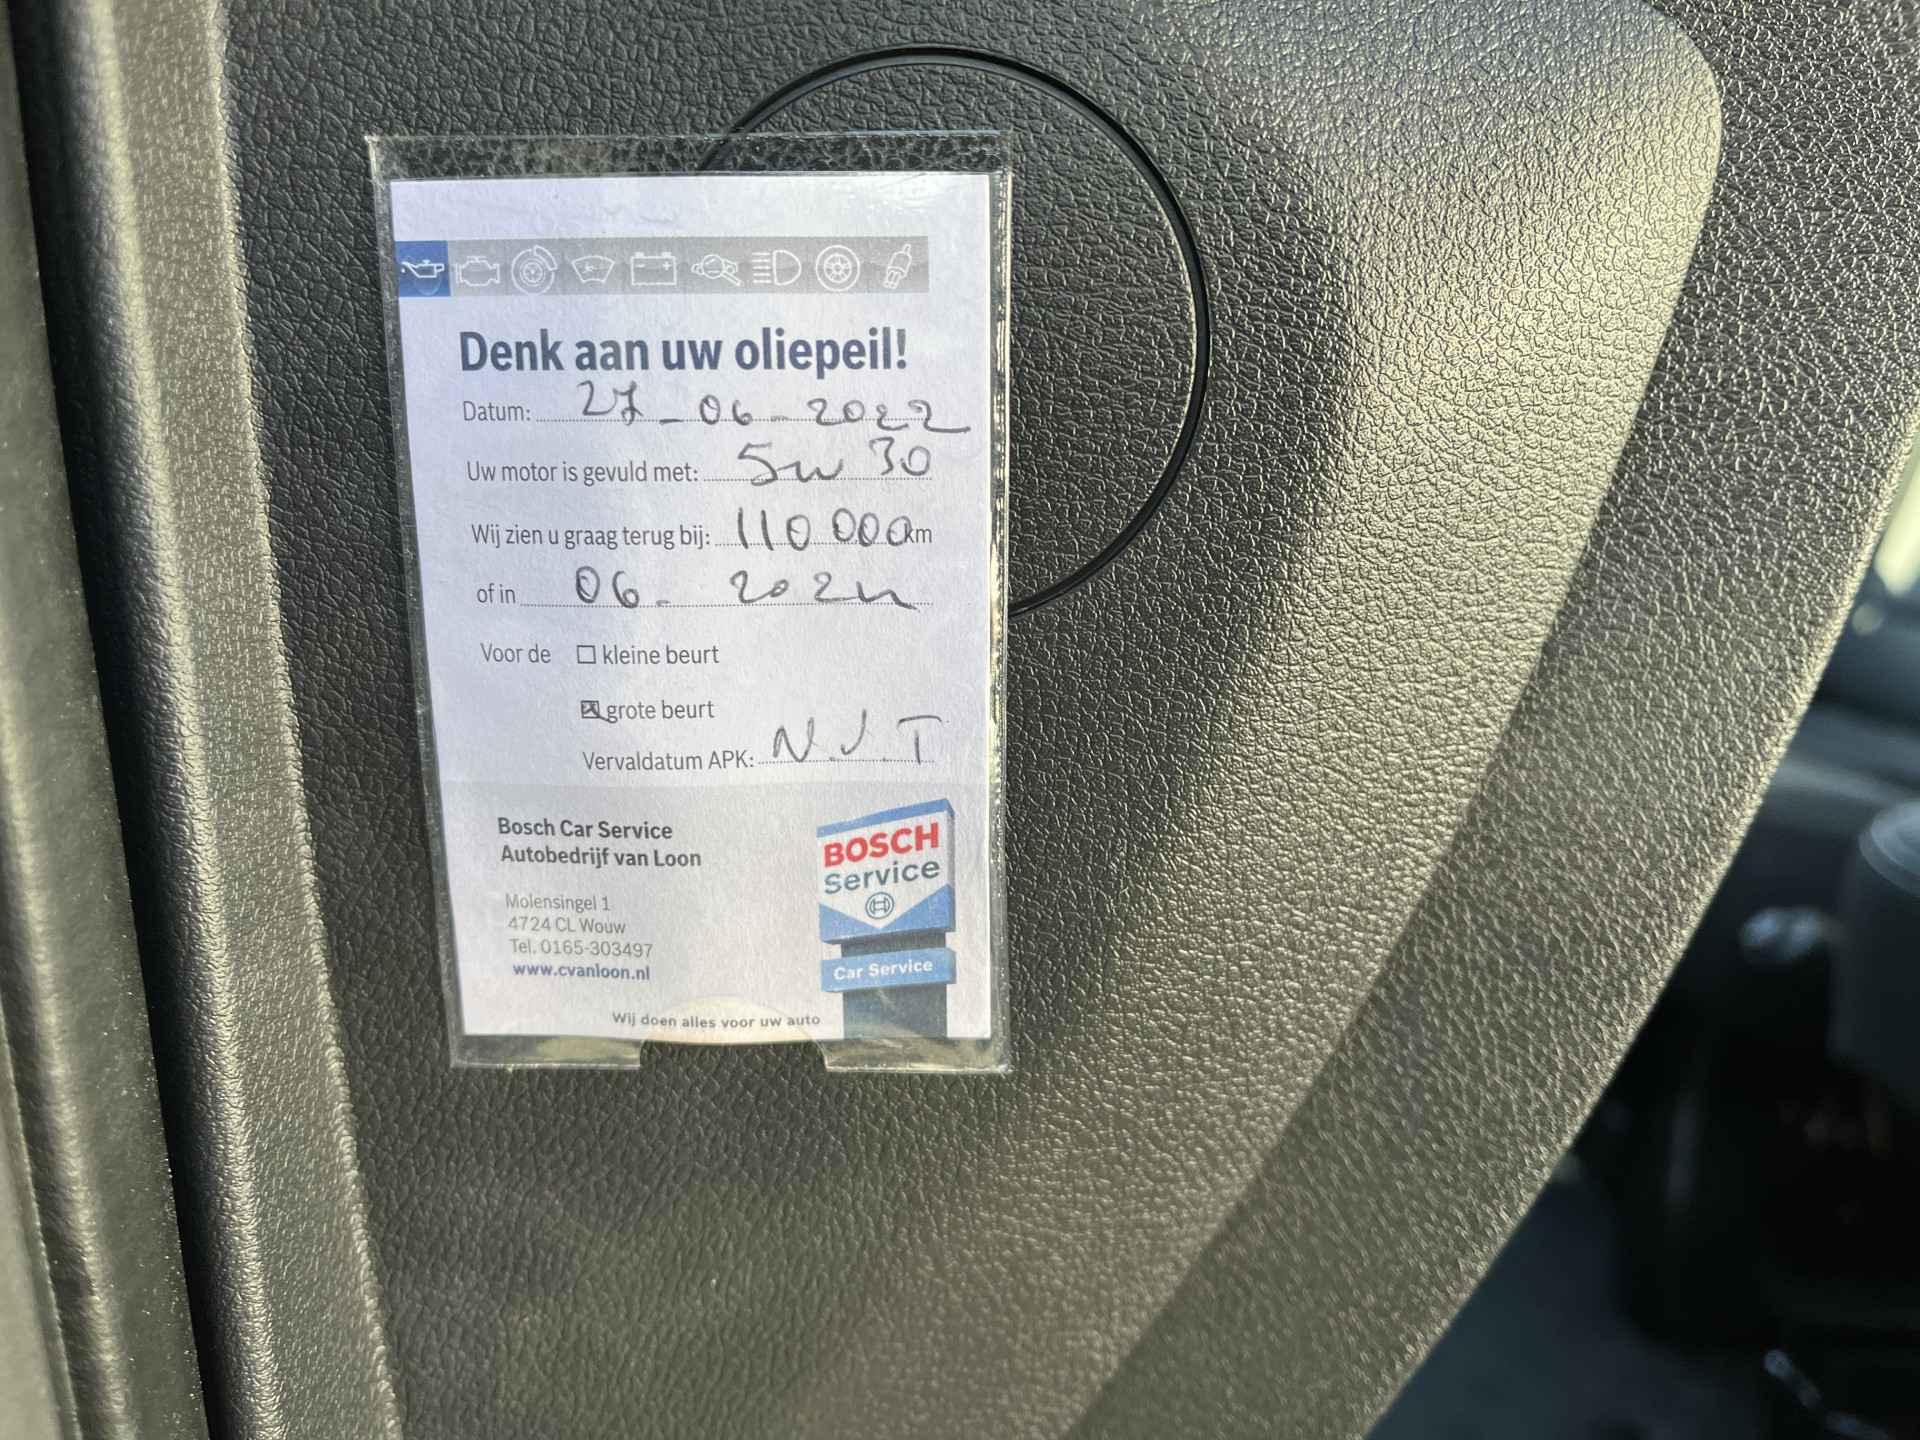 Denk aan uw oliepeil!
Datum: 27-06-2022
Uw motor is gevuld met: 5w30
Wij zien u graag terug bij: 110 000 km
of in 06-2024
Voor de ☐ kleine beurt
☒ grote beurt
Vervaldatum APK: N.V.T
Bosch Car Service
Autobedrijf van Loon
Molensingel 1
4724 CL Wouw
Tel. 0165-303497
www.cvanloon.nl
BOSCH
Service
Car Service
Wij doen alles voor uw auto